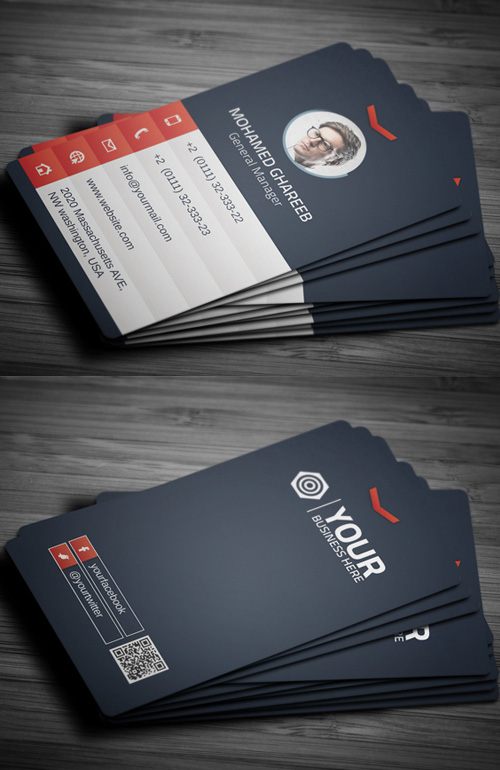 MOHAMED GHAREEB
General Manager
+2 (0111) 32-333-22
+2 (0111) 32-333-23
info@yourmail.com
www.website.com
2020 Massachusetts AVE,
NW washington, USA
YOUR
BUSINESS HERE
yourfacebook
@yourtwitter